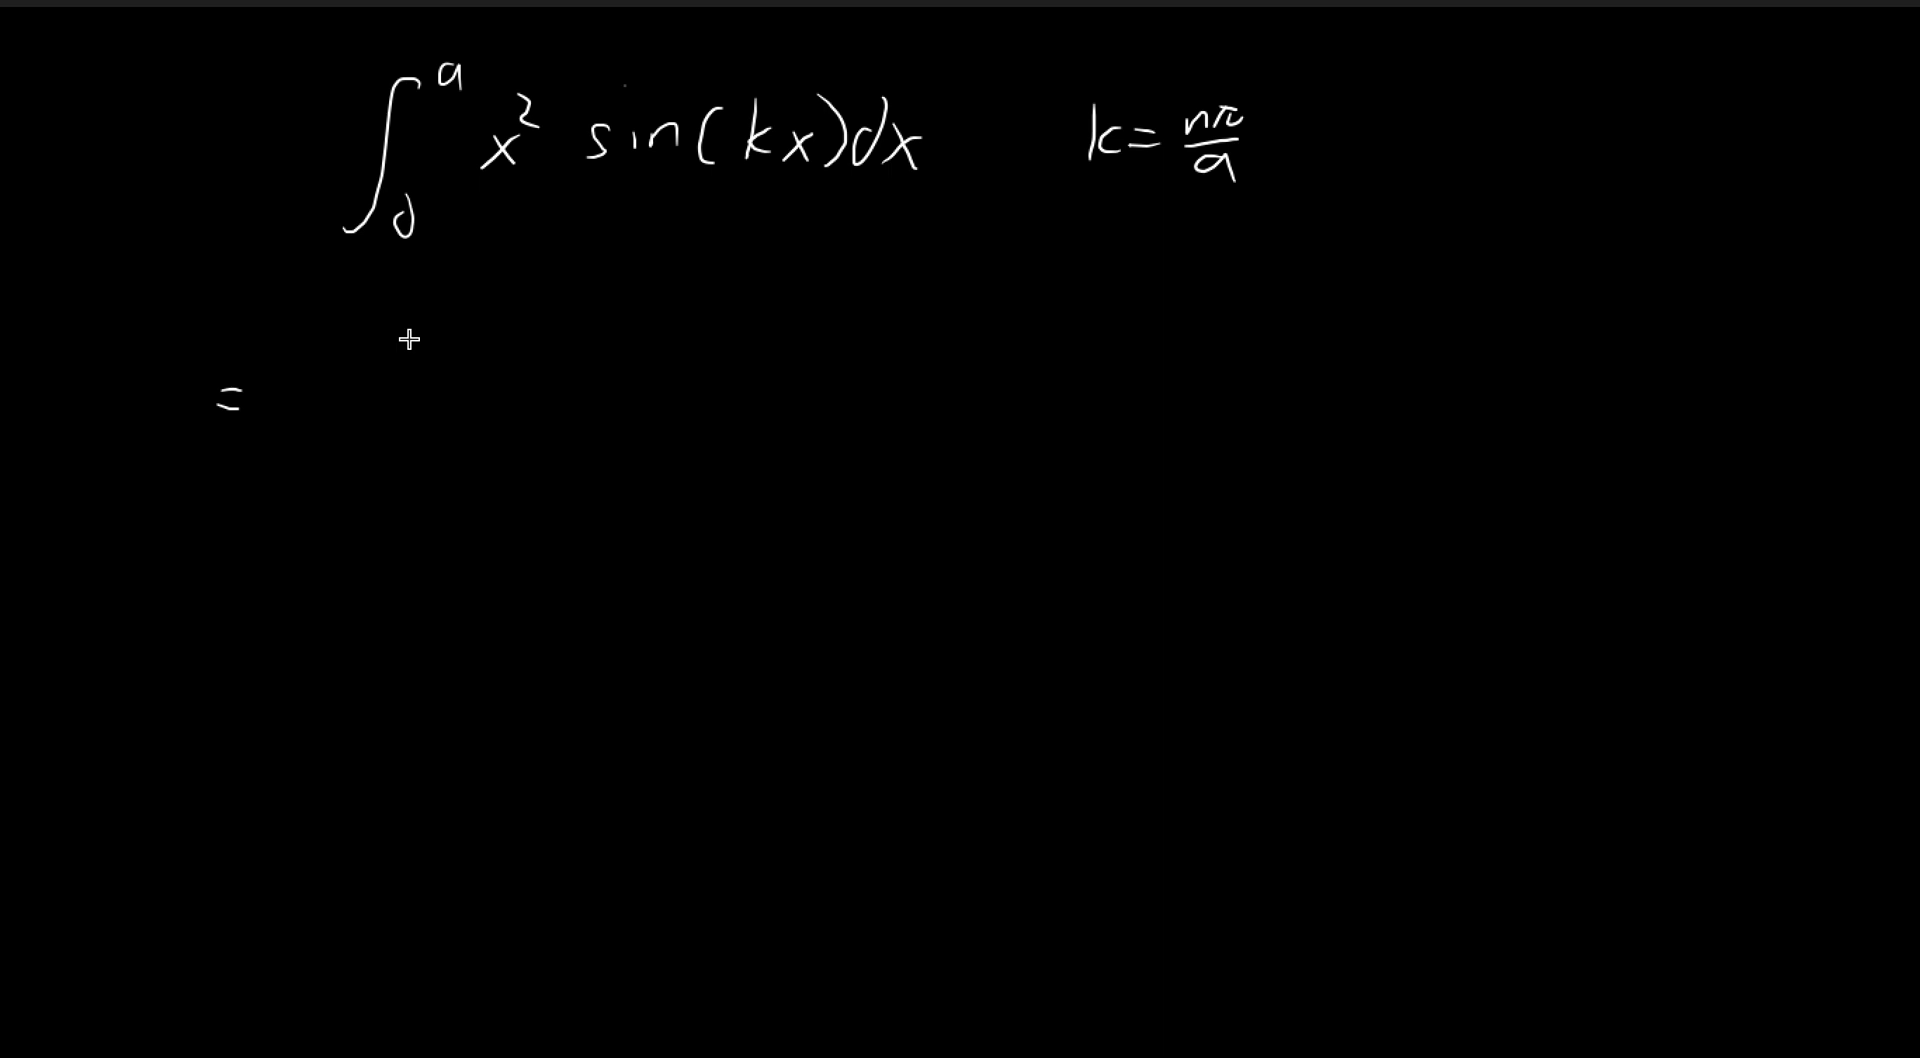 ∫₀ᵃ x² sin(kx)dx k = nπ/a
=